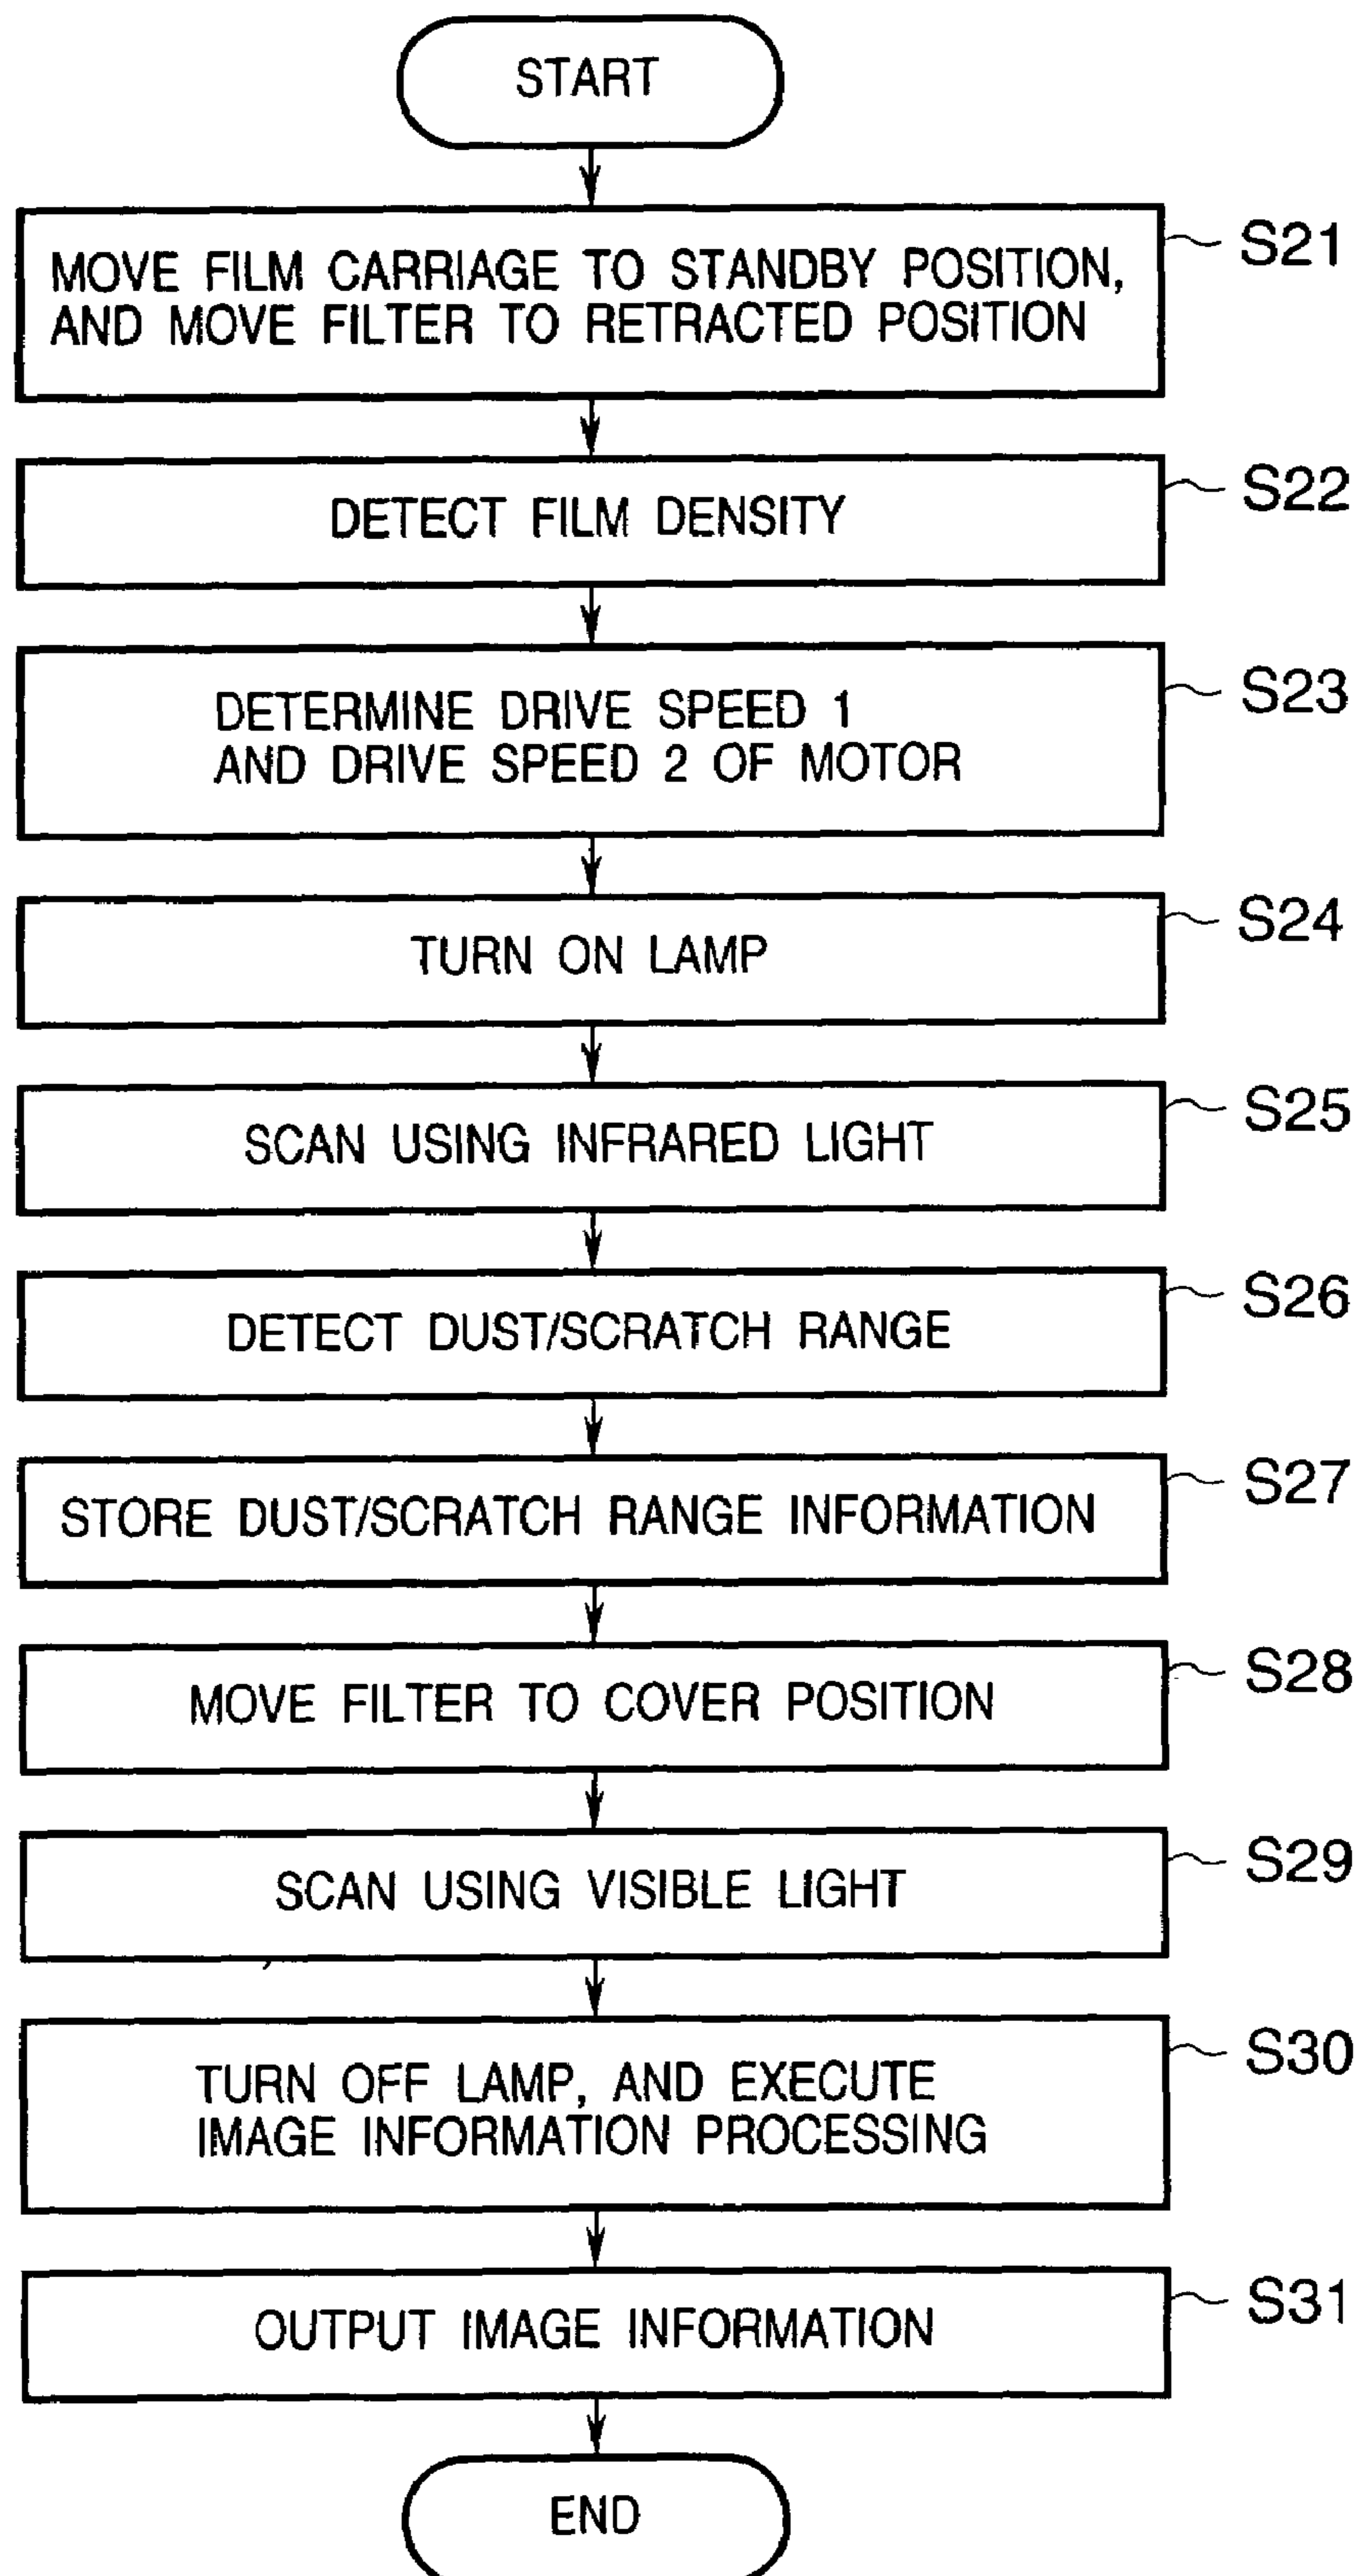 START
MOVE FILM CARRIAGE TO STANDBY POSITION,
AND MOVE FILTER TO RETRACTED POSITION
S21
DETECT FILM DENSITY
S22
DETERMINE DRIVE SPEED 1
AND DRIVE SPEED 2 OF MOTOR
S23
TURN ON LAMP
S24
SCAN USING INFRARED LIGHT
S25
DETECT DUST/SCRATCH RANGE
S26
STORE DUST/SCRATCH RANGE INFORMATION
S27
MOVE FILTER TO COVER POSITION
S28
SCAN USING VISIBLE LIGHT
S29
TURN OFF LAMP, AND EXECUTE
IMAGE INFORMATION PROCESSING
S30
OUTPUT IMAGE INFORMATION
S31
END